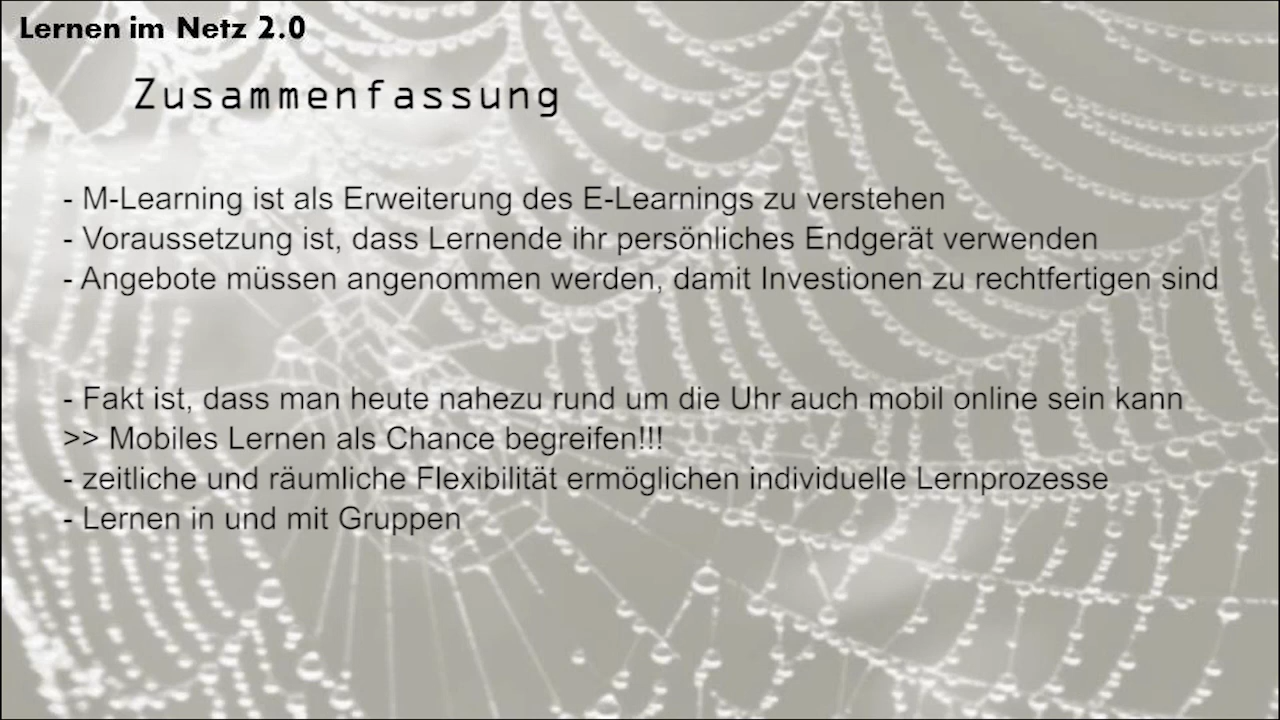 Lernen im Netz 2.0
Zusammenfassung
- M-Learning ist als Erweiterung des E-Learnings zu verstehen
- Voraussetzung ist, dass Lernende ihr persönliches Endgerät verwenden
- Angebote müssen angenommen werden, damit Investionen zu rechtfertigen sind
- Fakt ist, dass man heute nahezu rund um die Uhr auch mobil online sein kann
>> Mobiles Lernen als Chance begreifen!!!
- zeitliche und räumliche Flexibilität ermöglichen individuelle Lernprozesse
- Lernen in und mit Gruppen